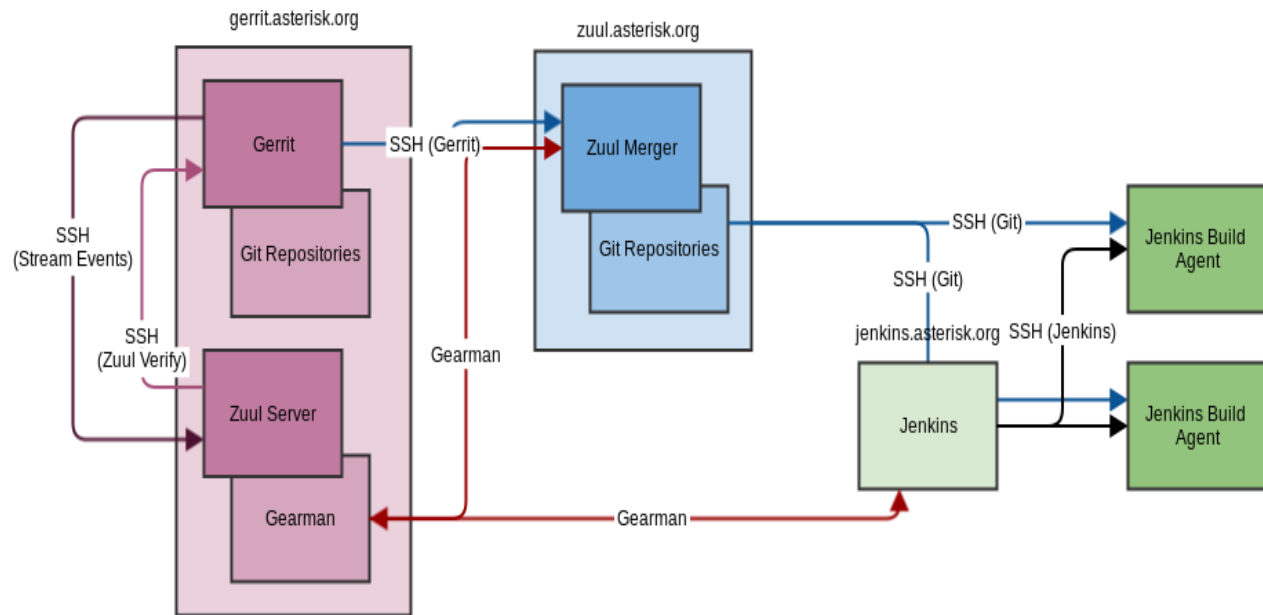 gerrit.asterisk.org
zuul.asterisk.org
Gerrit
SSH (Gerrit)
Zuul Merger
Git Repositories
Git Repositories
SSH
(Stream Events)
SSH (Git)
Jenkins Build
Agent
SSH (Git)
SSH
(Zuul Verify)
Gearman
jenkins.asterisk.org
SSH (Jenkins)
Zuul Server
Jenkins
Jenkins Build
Agent
Gearman
Gearman